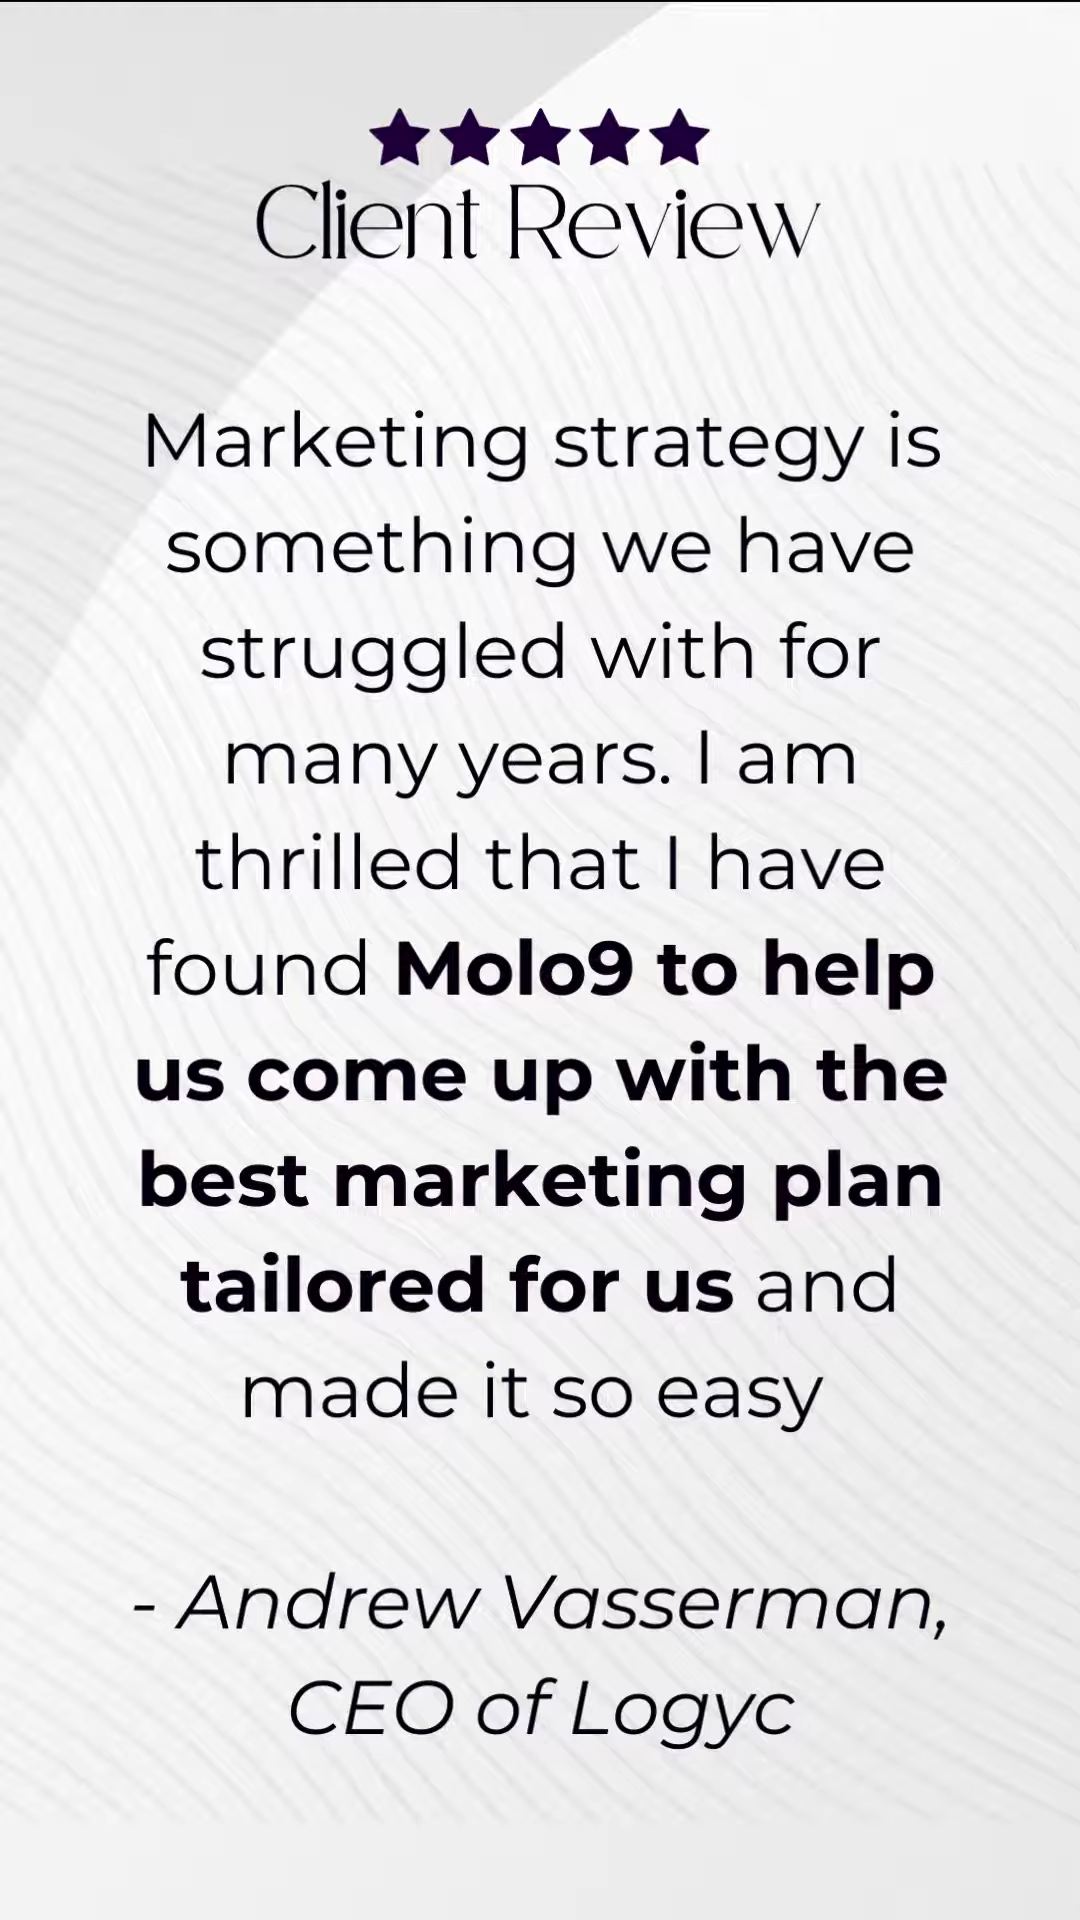 Client Review
Marketing strategy is
something we have
struggled with for
many years. I am
thrilled that I have
found Molo9 to help
us come up with the
best marketing plan
tailored for us and
made it so easy
- Andrew Vasserman,
CEO of Logyc